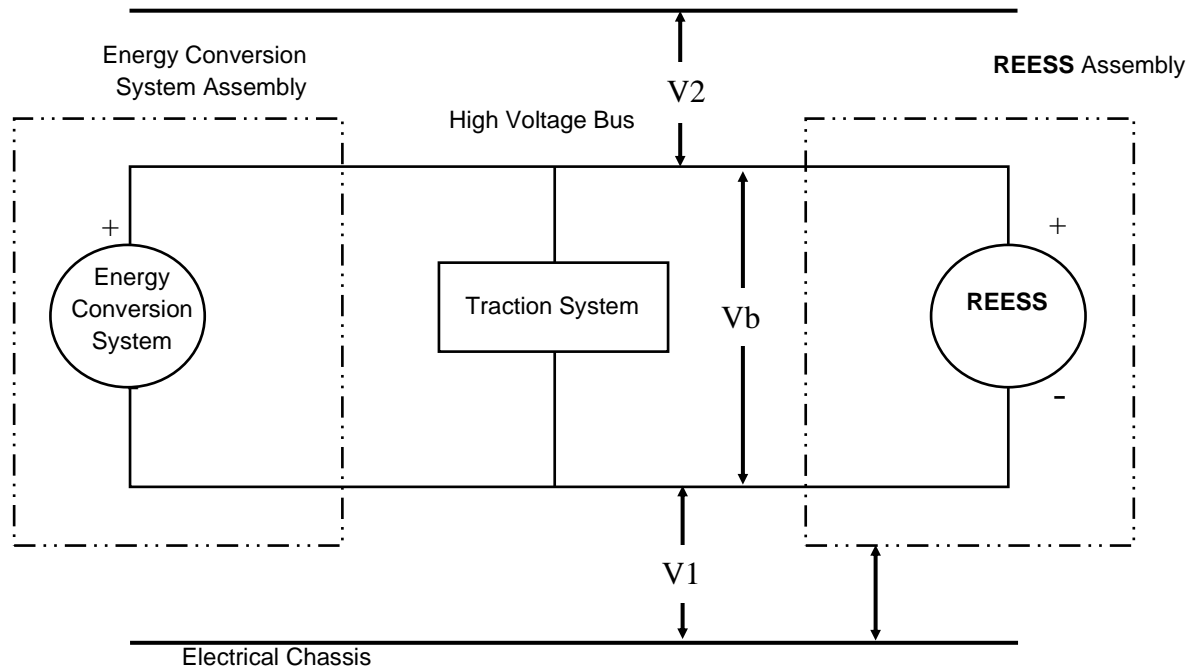 Energy Conversion
System Assembly
REESS Assembly
V2
High Voltage Bus
+
+
Energy
Conversion
System
-
Traction System
Vb
REESS
-
V1
Electrical Chassis